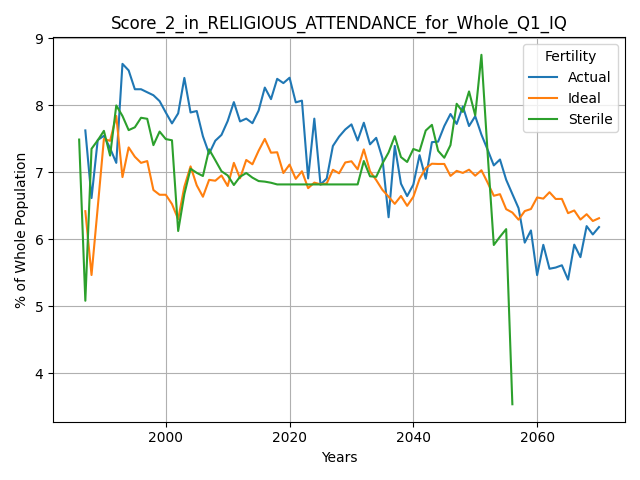 Score_2_in_RELIGIOUS_ATTENDANCE_for_Whole_Q1_IQ
Fertility
Actual
Ideal
Sterile
% of Whole Population
9
8
7
6
5
4
2000
2020
2040
2060
Years